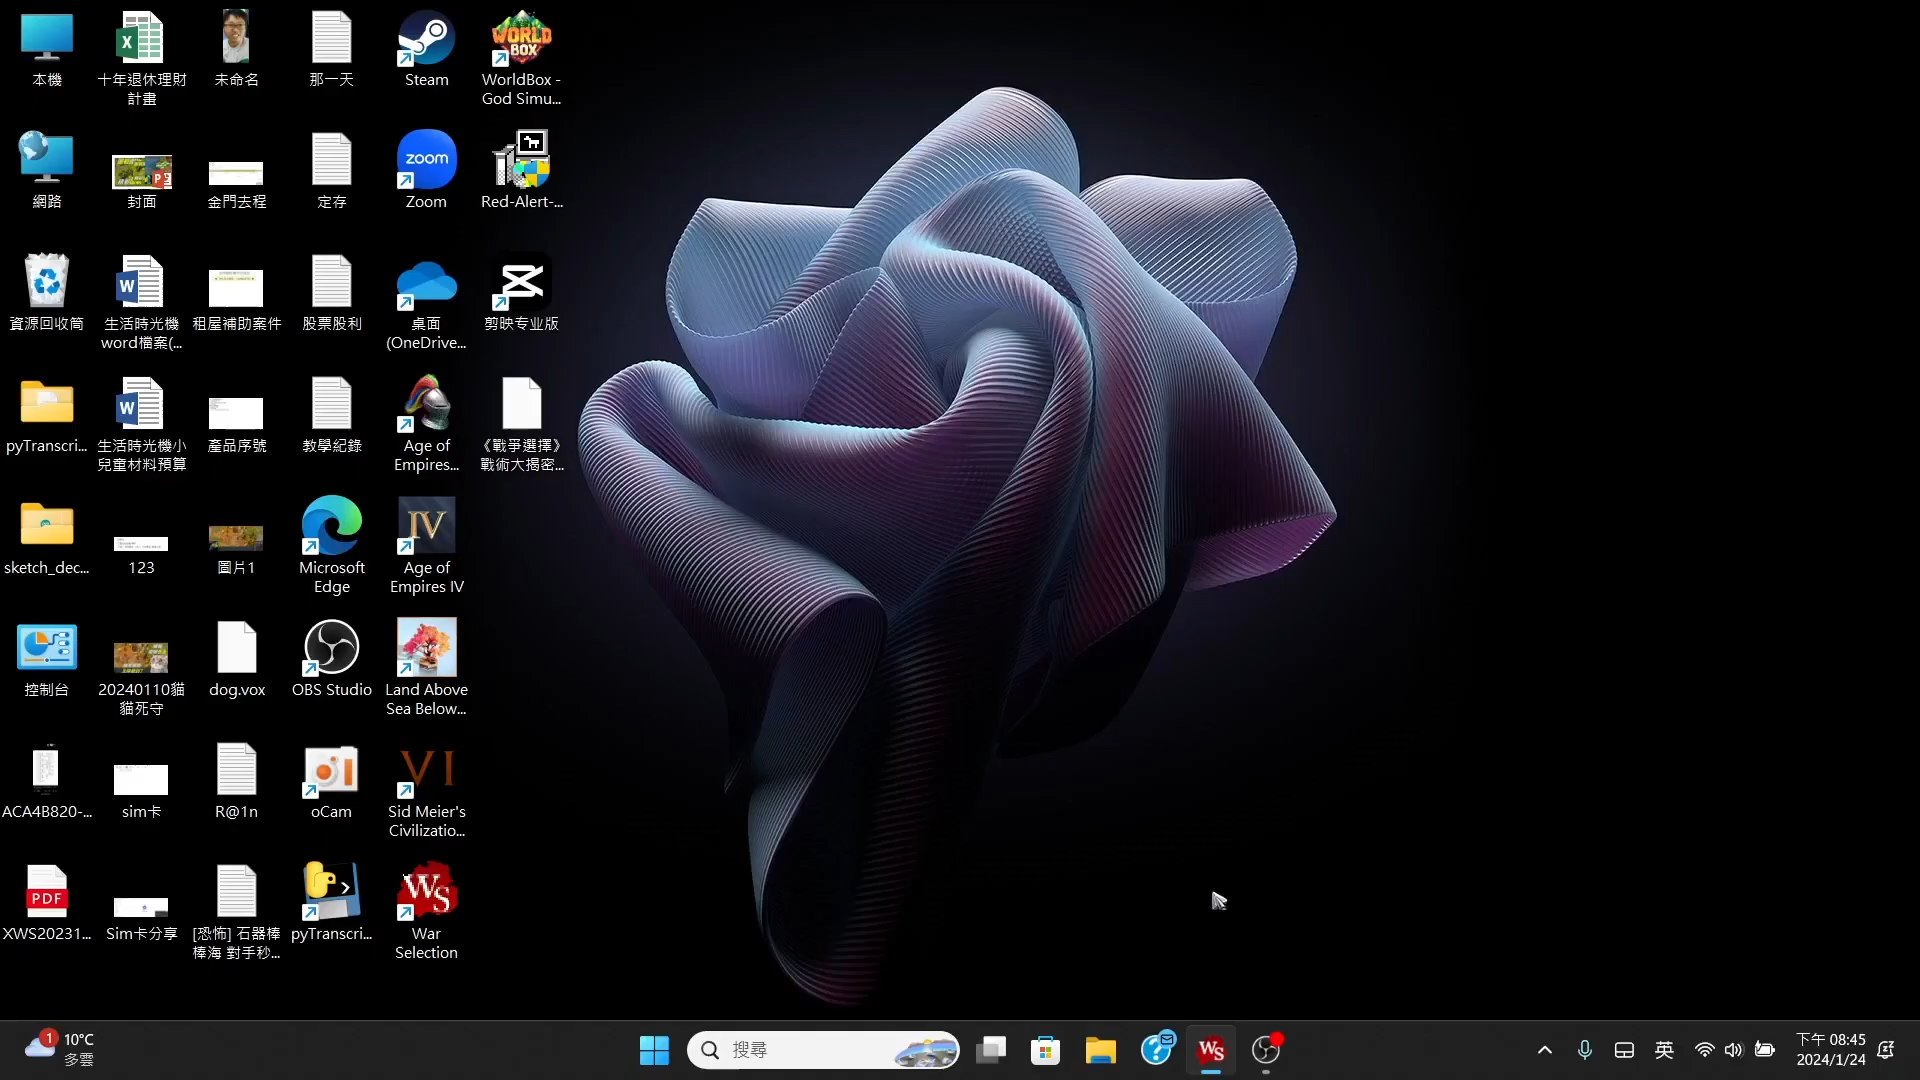 本機
十年退休理財
計畫
未命名
那一天
Steam
WorldBox -
God Simu...
網路
封面
金門去程
定存
Zoom
Red-Alert-...
資源回收筒
生活時光機
word檔案(...
租屋補助案件
股票股利
桌面
(OneDrive...
剪映专业版
pyTranscri...
生活時光機小
兒童材料預算
產品序號
教學紀錄
Age of
Empires...
《戰爭選擇》
戰術大揭密...
sketch_dec...
123
圖片1
Microsoft
Edge
Age of
Empires IV
控制台
20240110貓
貓死守
dog.vox
OBS Studio
Land Above
Sea Below...
ACA4B820-...
sim卡
R@1n
oCam
Sid Meier's
Civilizatio...
XWS20231...
Sim卡分享
[恐怖] 石器棒
棒海 對手秒...
pyTranscri...
War
Selection
WORLD
BOX
zoom
IV
VI
WS
PDF
1
10°C
多雲
搜尋
WS
英
下午 08:45
2024/1/24